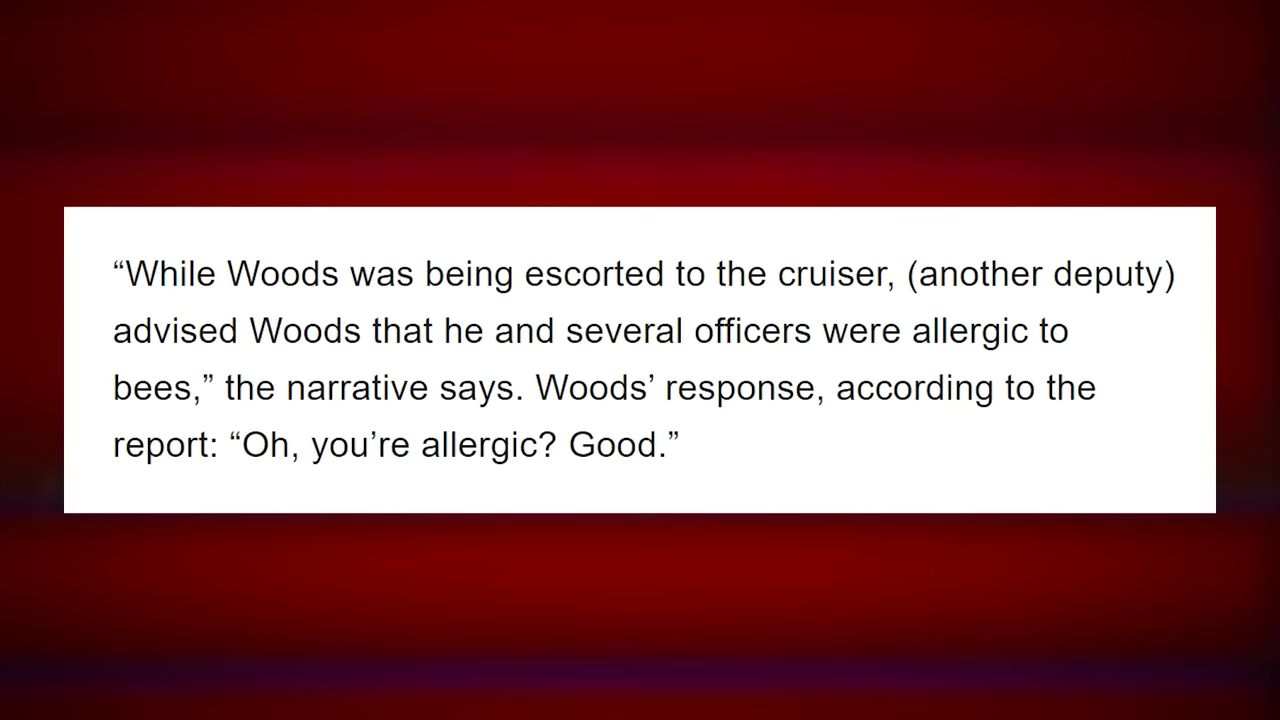 “While Woods was being escorted to the cruiser, (another deputy)
advised Woods that he and several officers were allergic to
bees,” the narrative says. Woods’ response, according to the
report: “Oh, you’re allergic? Good.”